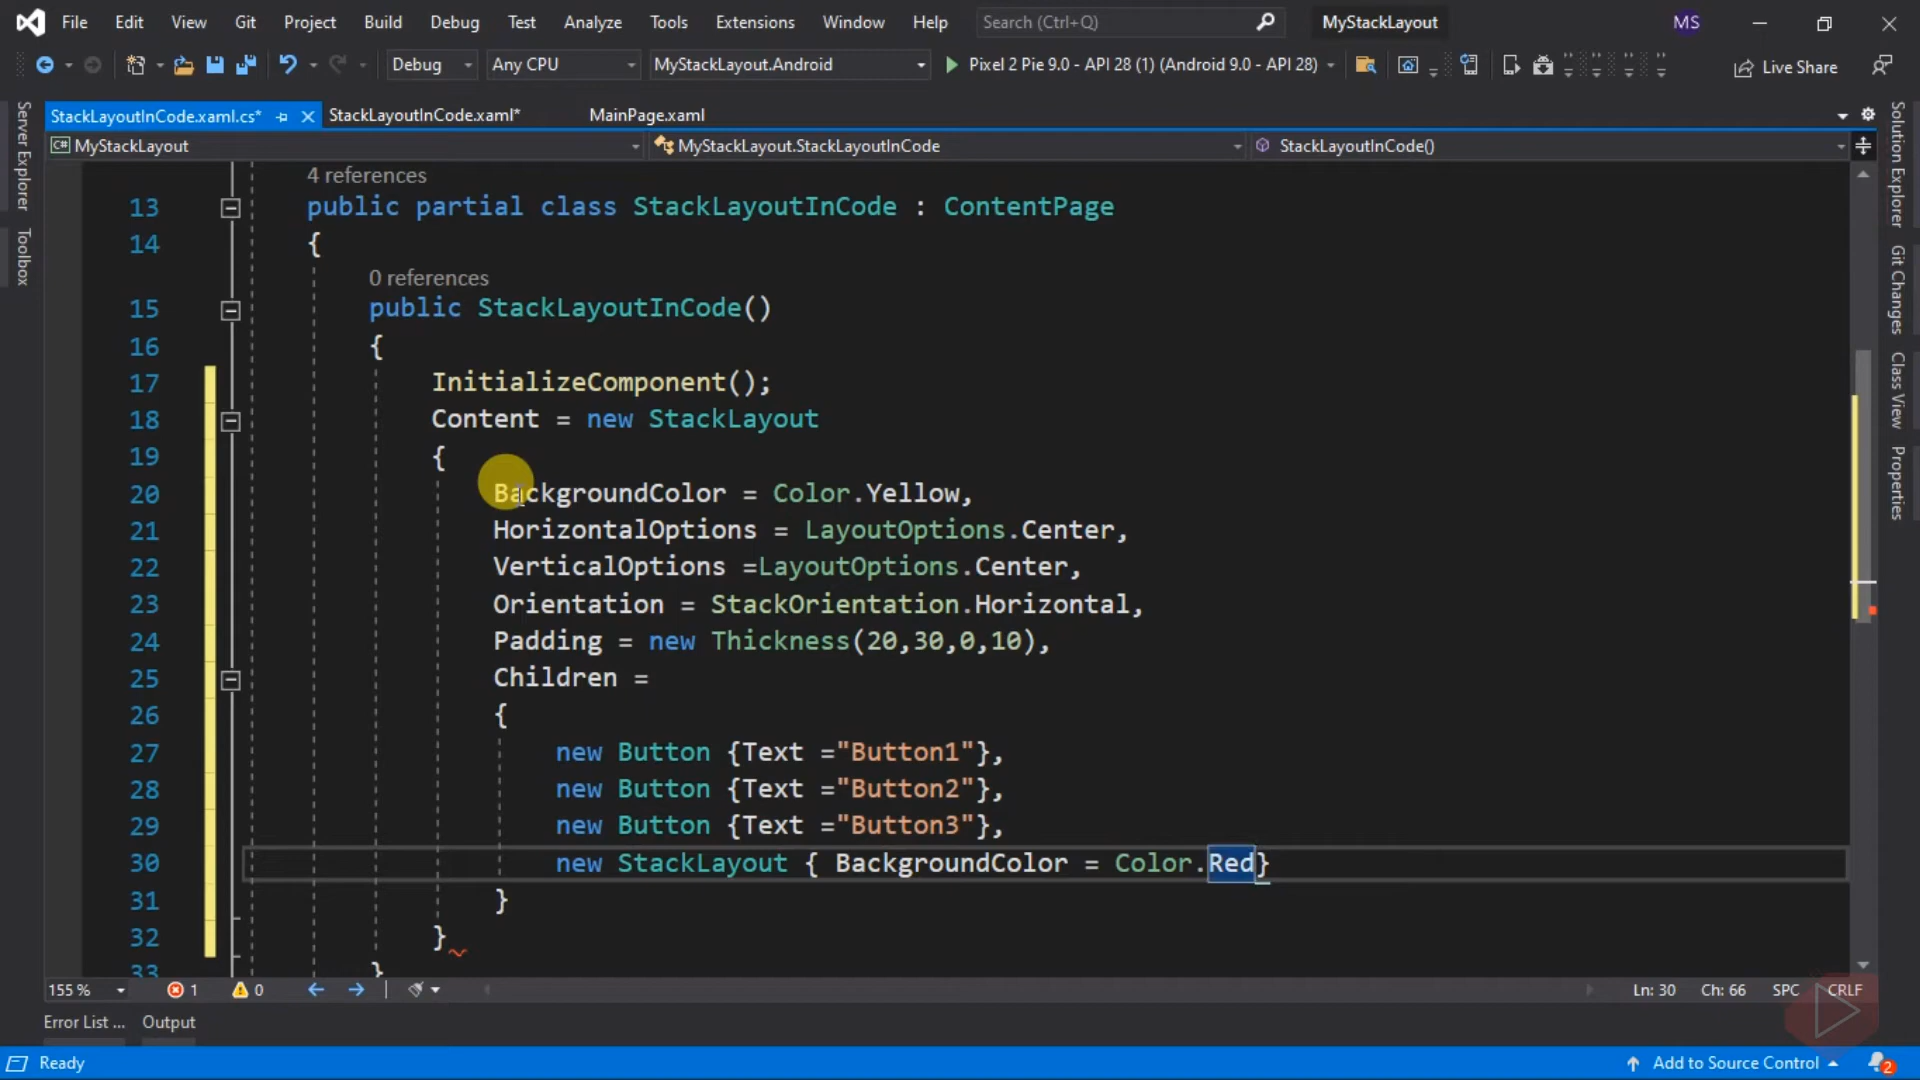 File Edit View Git Project Build Debug Test Analyze Tools Extensions Window Help Search (Ctrl+Q) MyStackLayout MS
Debug Any CPU MyStackLayout.Android Pixel 2 Pie 9.0 - API 28 (1) (Android 9.0 - API 28) Live Share
StackLayoutInCode.xaml.cs* StackLayoutInCode.xaml* MainPage.xaml
C# MyStackLayout MyStackLayout.StackLayoutInCode StackLayoutInCode()
Server Explorer
Toolbox
Solution Explorer
Git Changes
Class View
Properties
4 references
13 public partial class StackLayoutInCode : ContentPage
14 {
0 references
15 public StackLayoutInCode()
16 {
17 InitializeComponent();
18 Content = new StackLayout
19 {
20 BackgroundColor = Color.Yellow,
21 HorizontalOptions = LayoutOptions.Center,
22 VerticalOptions =LayoutOptions.Center,
23 Orientation = StackOrientation.Horizontal,
24 Padding = new Thickness(20,30,0,10),
25 Children =
26 {
27 new Button {Text ="Button1"},
28 new Button {Text ="Button2"},
29 new Button {Text ="Button3"},
30 new StackLayout { BackgroundColor = Color.Red}
31 }
32 }
33 }
155 % 1 0 Ln: 30 Ch: 66 SPC CRLF
Error List ... Output
Ready Add to Source Control 2